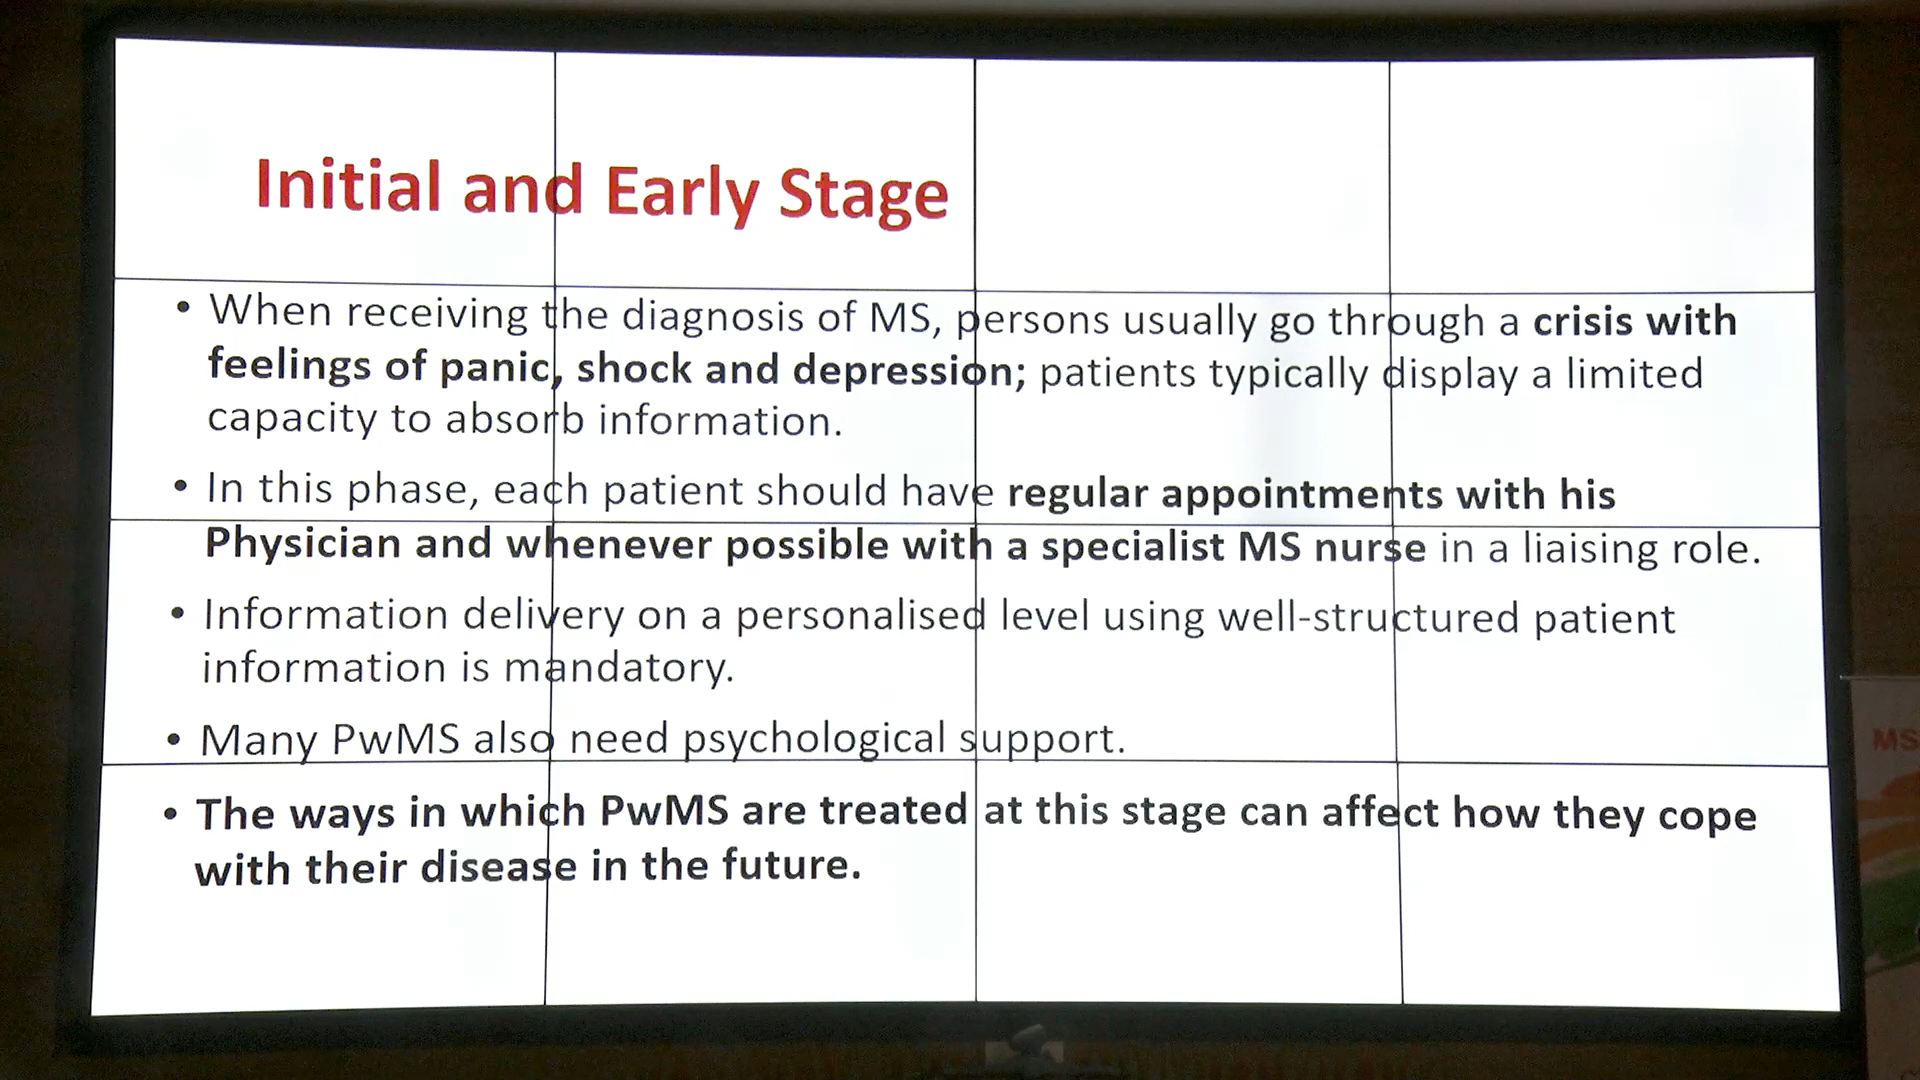 Initial and Early Stage
• When receiving the diagnosis of MS, persons usually go through a crisis with
feelings of panic, shock and depression; patients typically display a limited
capacity to absorb information.
• In this phase, each patient should have regular appointments with his
Physician and whenever possible with a specialist MS nurse in a liaising role.
• Information delivery on a personalised level using well-structured patient
information is mandatory.
• Many PwMS also need psychological support.
• The ways in which PwMS are treated at this stage can affect how they cope
with their disease in the future.
MS